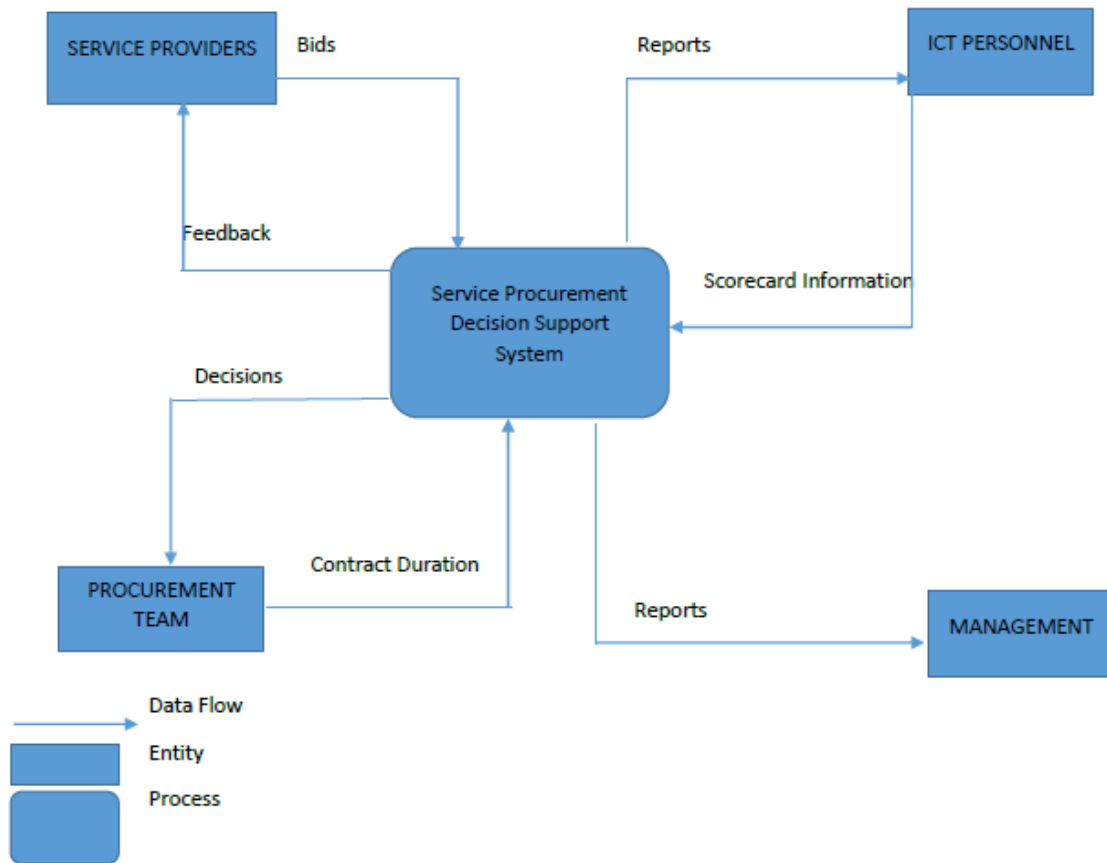 SERVICE PROVIDERS
Bids
Reports
ICT PERSONNEL
Feedback
Service Procurement
Decision Support
System
Scorecard Information
Decisions
Contract Duration
PROCUREMENT
TEAM
Reports
MANAGEMENT
Data Flow
Entity
Process